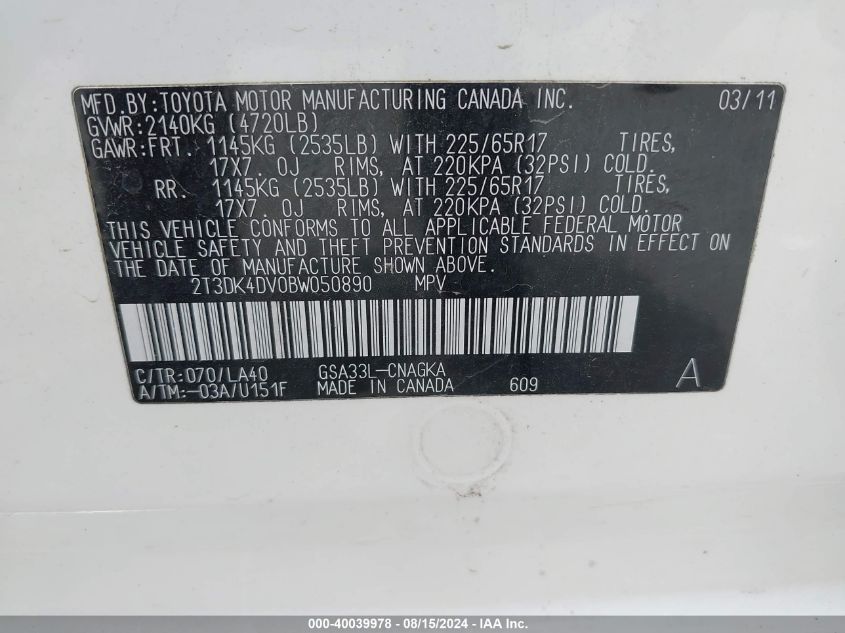 MFD.BY:TOYOTA MOTOR MANUFACTURING CANADA INC. 03/11
GVWR:2140KG (4720LB)
GAWR:FRT. 1145KG (2535LB) WITH 225/65R17 TIRES,
17X7.0J RIMS, AT 220KPA (32PSI) COLD.
RR. 1145KG (2535LB) WITH 225/65R17 TIRES,
17X7.0J RIMS, AT 220KPA (32PSI) COLD.
THIS VEHICLE CONFORMS TO ALL APPLICABLE FEDERAL MOTOR
VEHICLE SAFETY AND THEFT PREVENTION STANDARDS IN EFFECT ON
THE DATE OF MANUFACTURE SHOWN ABOVE.
2T3DK4DV0BW050890 MPV
C/TR:070/LA40 GSA33L-CNAGKA
A/TM:-03A/U151F MADE IN CANADA 609 A
000-40039978 - 08/15/2024 - IAA Inc.